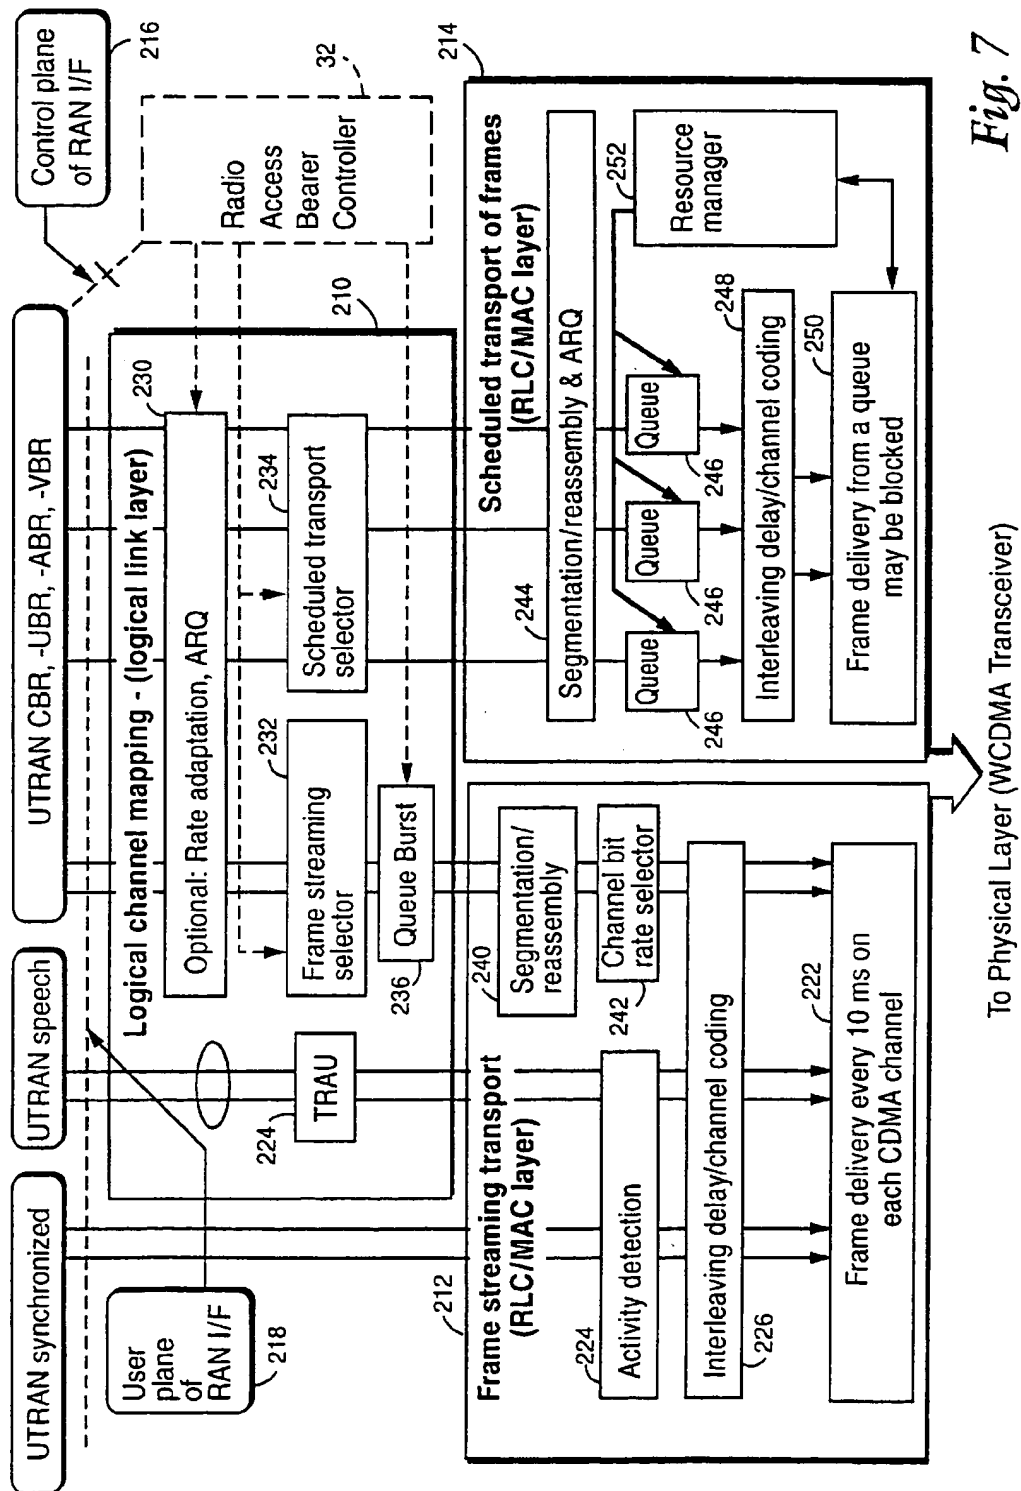 UTRAN synchronized
UTRAN speech
UTRAN CBR, -UBR, -ABR, -VBR
Control plane
of RAN I/F
216
User
plane
of
RAN I/F
218
Logical channel mapping - (logical link layer)
210
Optional: Rate adaptation, ARQ
230
Radio
Access
Bearer
Controller
32
TRAU
224
Frame streaming
selector
232
Scheduled transport
selector
234
Queue Burst
236
Frame streaming transport
(RLC/MAC layer)
212
Activity detection
224
Segmentation/
reassembly
240
Channel bit
rate selector
242
Interleaving delay/channel coding
226
Frame delivery every 10 ms on
each CDMA channel
222
Scheduled transport of frames
(RLC/MAC layer)
214
Segmentation/reassembly & ARQ
244
Queue
246
Queue
246
Queue
246
Resource
manager
252
Interleaving delay/channel coding
248
Frame delivery from a queue
may be blocked
250
To Physical Layer (WCDMA Transceiver)
Fig. 7